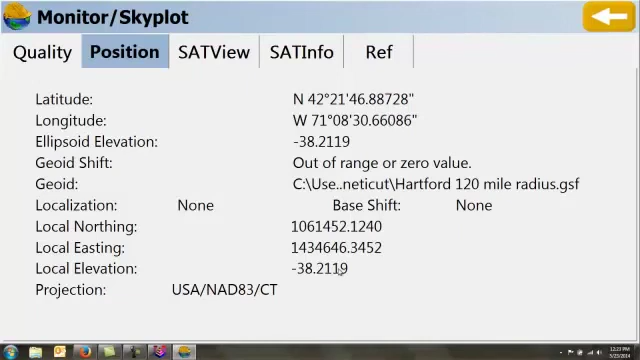 Monitor/Skyplot
Quality Position SATView SATInfo Ref
Latitude: N 42°21'46.88728"
Longitude: W 71°08'30.66086"
Ellipsoid Elevation: -38.2119
Geoid Shift: Out of range or zero value.
Geoid: C:\Use..neticut\Hartford 120 mile radius.gsf
Localization: None Base Shift: None
Local Northing: 1061452.1240
Local Easting: 1434646.3452
Local Elevation: -38.2119
Projection: USA/NAD83/CT
12:23 PM